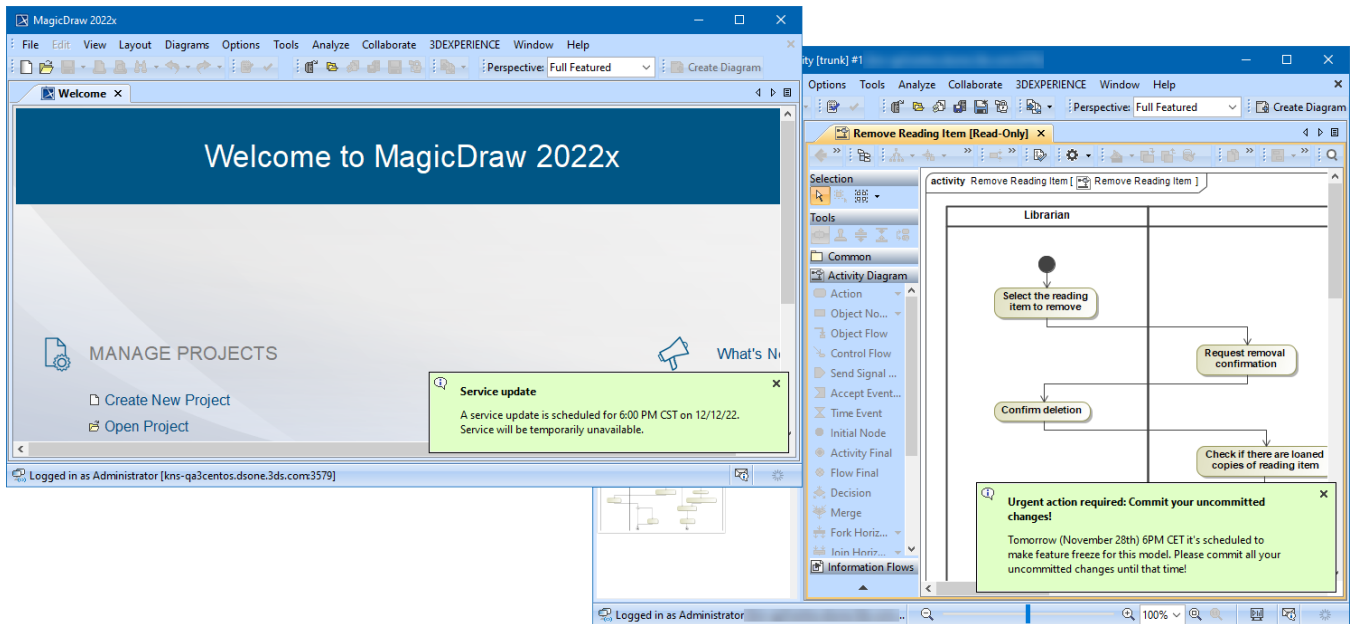 MagicDraw 2022x
File Edit View Layout Diagrams Options Tools Analyze Collaborate 3DEXPERIENCE Window Help
Perspective: Full Featured Create Diagram
Welcome
Welcome to MagicDraw 2022x
MANAGE PROJECTS
What's N
Create New Project
Open Project
Service update
A service update is scheduled for 6:00 PM CST on 12/12/22.
Service will be temporarily unavailable.
Logged in as Administrator [kns-qa3centos.dsone.3ds.com:3579]
ity [trunk] #1
Options Tools Analyze Collaborate 3DEXPERIENCE Window Help
Perspective: Full Featured Create Diagram
Remove Reading Item [Read-Only]
Selection
Tools
Common
Activity Diagram
Action
Object No...
Object Flow
Control Flow
Send Signal ...
Accept Event...
Time Event
Initial Node
Activity Final
Flow Final
Decision
Merge
Fork Horiz...
Join Horiz...
Information Flows
activity Remove Reading Item [ Remove Reading Item ]
Librarian
Select the reading
item to remove
Request removal
confirmation
Confirm deletion
Check if there are loaned
copies of reading item
Urgent action required: Commit your uncommitted
changes!
Tomorrow (November 28th) 6PM CET it's scheduled to
make feature freeze for this model. Please commit all your
uncommitted changes until that time!
Logged in as Administrator
..
100%